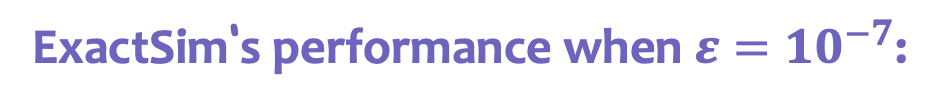 ExactSim's performance when ε = 10⁻⁷: